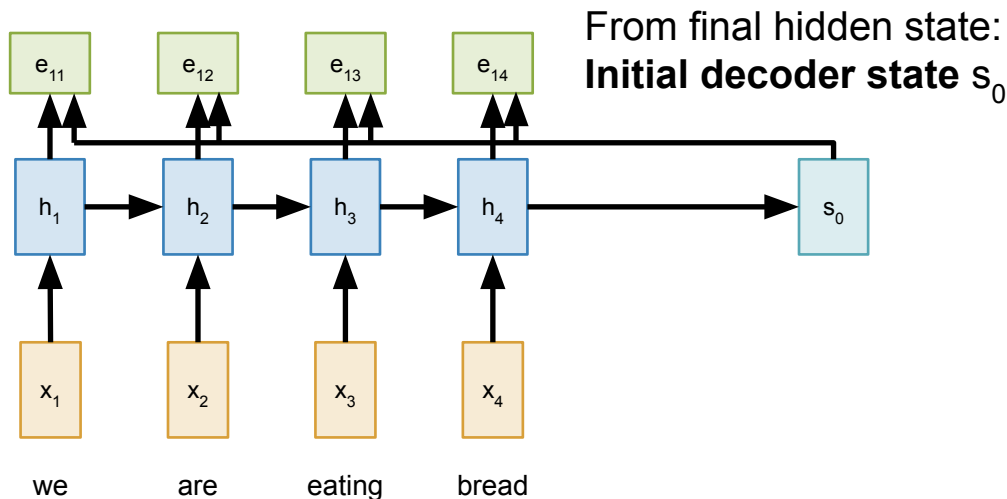 From final hidden state:
Initial decoder state s₀
e₁₁ e₁₂ e₁₃ e₁₄
h₁ h₂ h₃ h₄ s₀
x₁ x₂ x₃ x₄
we are eating bread